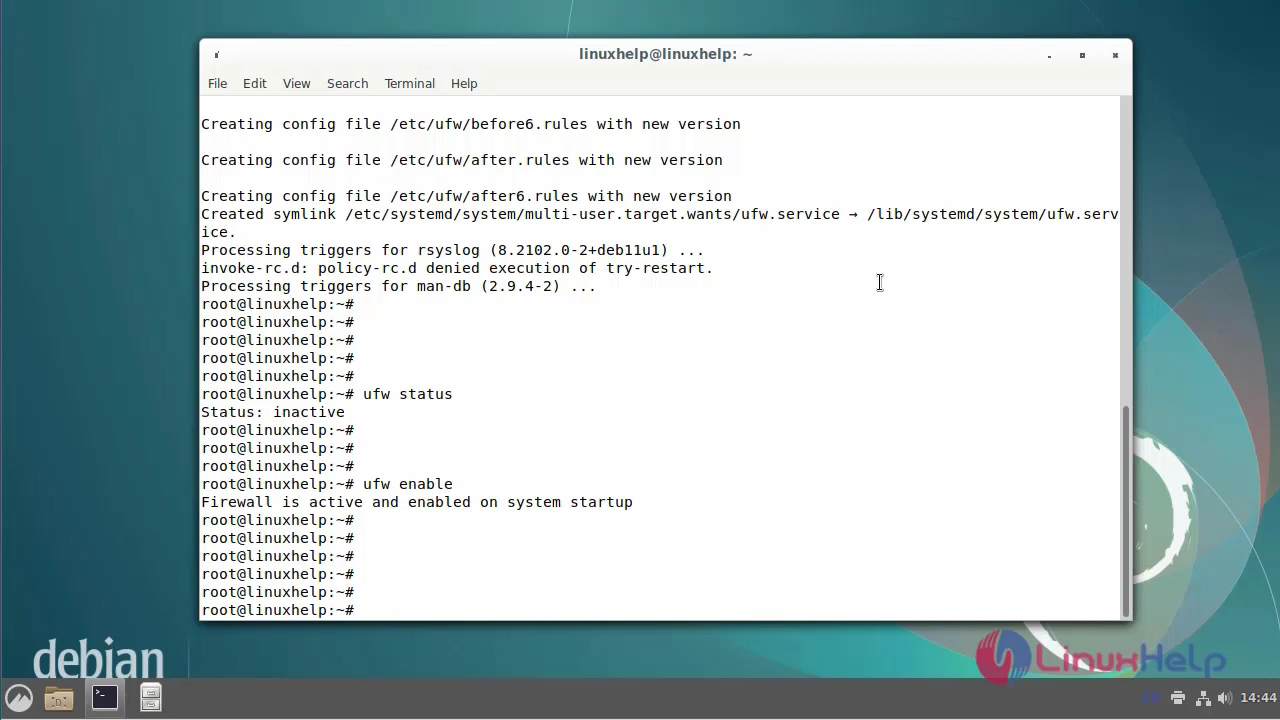 linuxhelp@linuxhelp: ~
File Edit View Search Terminal Help
Creating config file /etc/ufw/before6.rules with new version
Creating config file /etc/ufw/after.rules with new version
Creating config file /etc/ufw/after6.rules with new version
Created symlink /etc/systemd/system/multi-user.target.wants/ufw.service → /lib/systemd/system/ufw.serv
ice.
Processing triggers for rsyslog (8.2102.0-2+deb11u1) ...
invoke-rc.d: policy-rc.d denied execution of try-restart.
Processing triggers for man-db (2.9.4-2) ...
root@linuxhelp:~#
root@linuxhelp:~#
root@linuxhelp:~#
root@linuxhelp:~#
root@linuxhelp:~#
root@linuxhelp:~# ufw status
Status: inactive
root@linuxhelp:~#
root@linuxhelp:~#
root@linuxhelp:~#
root@linuxhelp:~# ufw enable
Firewall is active and enabled on system startup
root@linuxhelp:~#
root@linuxhelp:~#
root@linuxhelp:~#
root@linuxhelp:~#
root@linuxhelp:~#
root@linuxhelp:~#
debian
LinuxHelp
14:44